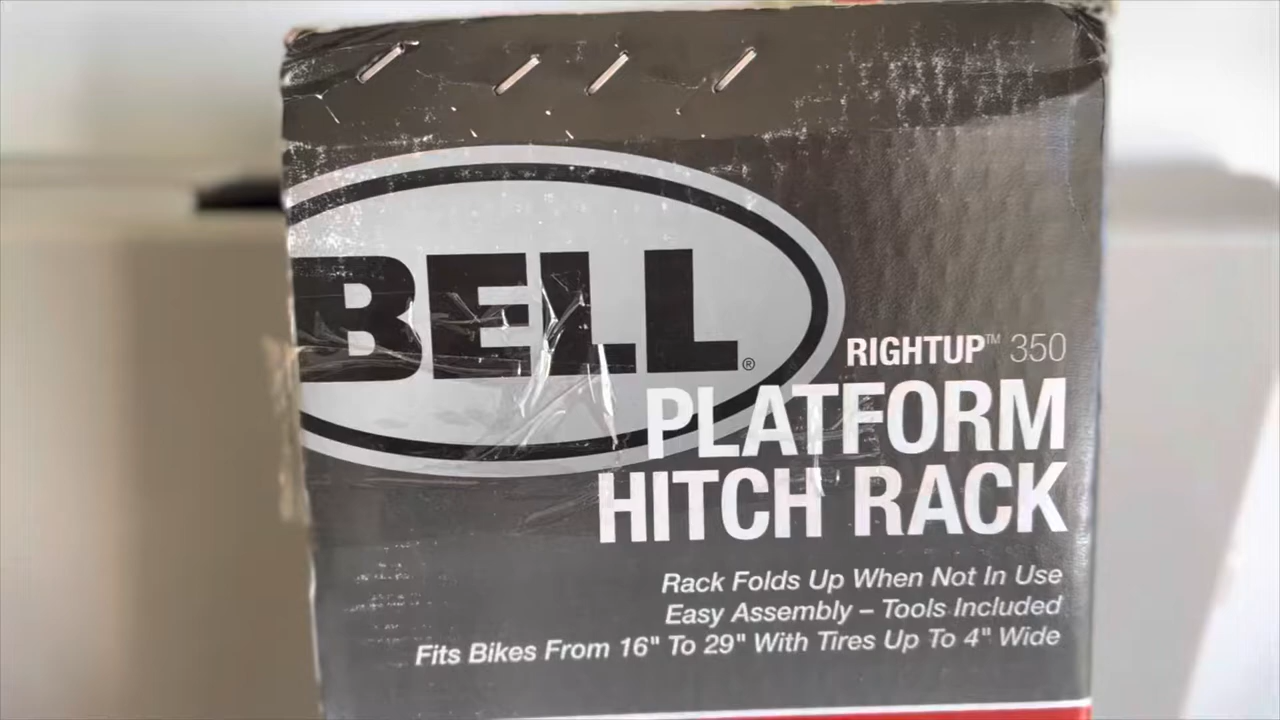 BELL®
RIGHTUP™ 350
PLATFORM
HITCH RACK
Rack Folds Up When Not In Use
Easy Assembly – Tools Included
Fits Bikes From 16" To 29" With Tires Up To 4" Wide